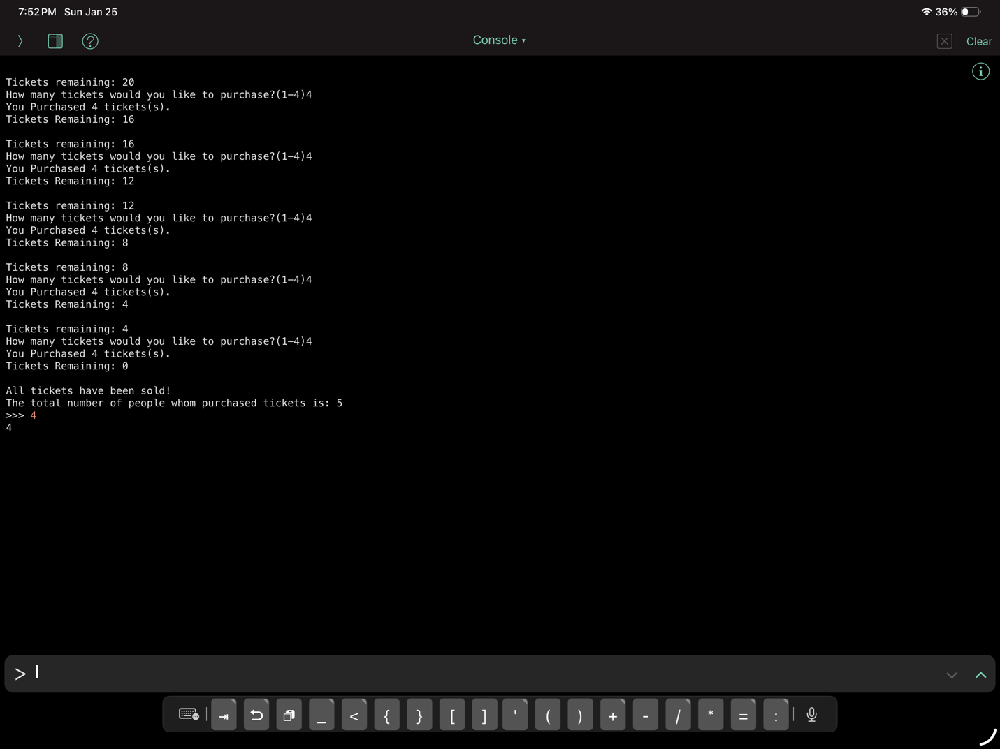 7:52 PM Sun Jan 25
36%
Console
Clear
Tickets remaining: 20
How many tickets would you like to purchase?(1-4)4
You Purchased 4 tickets(s).
Tickets Remaining: 16
Tickets remaining: 16
How many tickets would you like to purchase?(1-4)4
You Purchased 4 tickets(s).
Tickets Remaining: 12
Tickets remaining: 12
How many tickets would you like to purchase?(1-4)4
You Purchased 4 tickets(s).
Tickets Remaining: 8
Tickets remaining: 8
How many tickets would you like to purchase?(1-4)4
You Purchased 4 tickets(s).
Tickets Remaining: 4
Tickets remaining: 4
How many tickets would you like to purchase?(1-4)4
You Purchased 4 tickets(s).
Tickets Remaining: 0
All tickets have been sold!
The total number of people whom purchased tickets is: 5
>>> 4
4
>
_ < { } [ ] ' ( ) + - / * = :